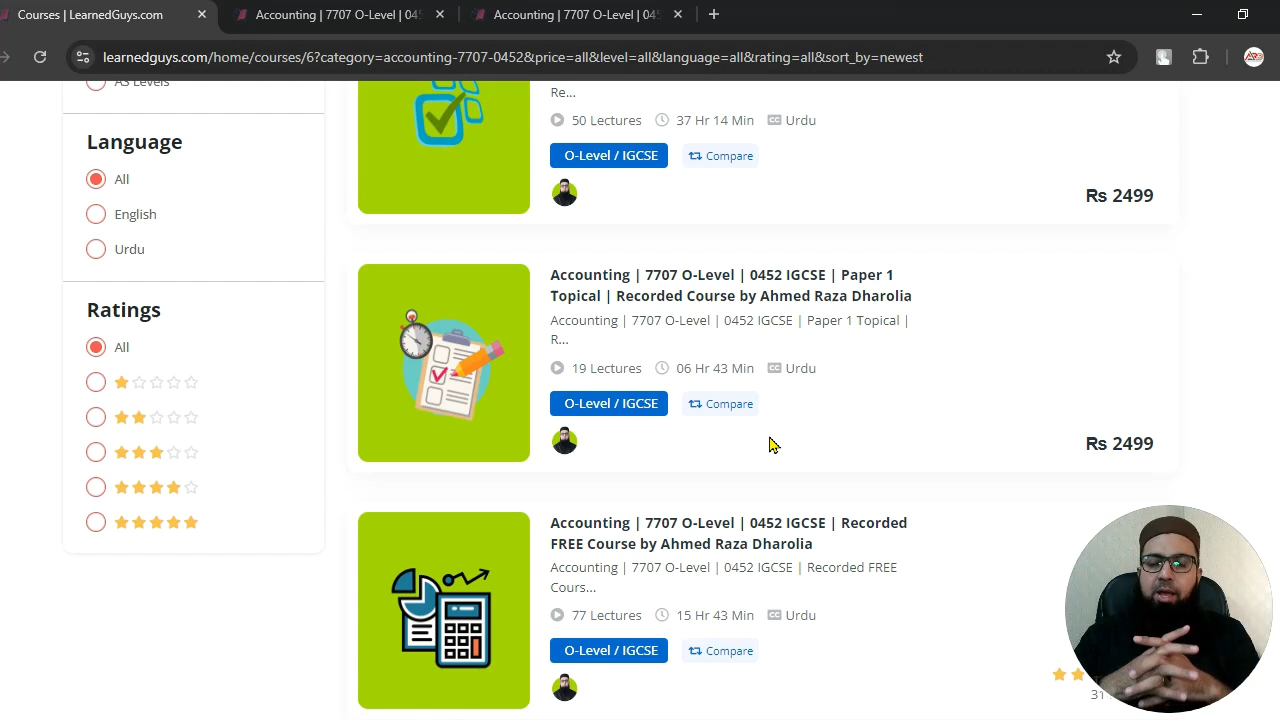 Courses | LearnedGuys.com
Accounting | 7707 O-Level | 045
Accounting | 7707 O-Level | 045
learnedguys.com/home/courses/6?category=accounting-7707-0452&price=all&level=all&language=all&rating=all&sort_by=newest
AS Levels
Language
All
English
Urdu
Ratings
All
Re...
50 Lectures 37 Hr 14 Min CC Urdu
O-Level / IGCSE Compare
Rs 2499
Accounting | 7707 O-Level | 0452 IGCSE | Paper 1
Topical | Recorded Course by Ahmed Raza Dharolia
Accounting | 7707 O-Level | 0452 IGCSE | Paper 1 Topical |
R...
19 Lectures 06 Hr 43 Min CC Urdu
O-Level / IGCSE Compare
Rs 2499
Accounting | 7707 O-Level | 0452 IGCSE | Recorded
FREE Course by Ahmed Raza Dharolia
Accounting | 7707 O-Level | 0452 IGCSE | Recorded FREE
Cours...
77 Lectures 15 Hr 43 Min CC Urdu
O-Level / IGCSE Compare